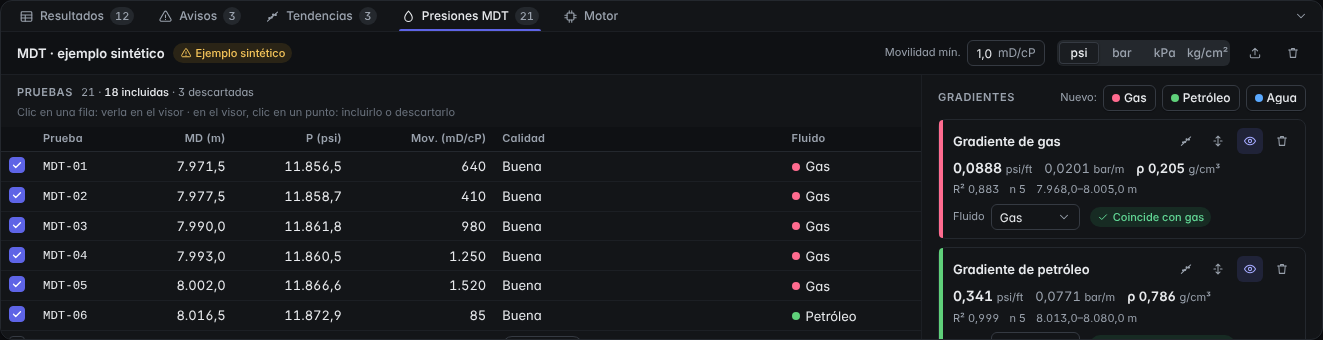 Resultados 12 Avisos 3 Tendencias 3 Presiones MDT 21 Motor
MDT · ejemplo sintético Ejemplo sintético Movilidad mín. 1,0 mD/cP psi bar kPa kg/cm²
PRUEBAS 21 · 18 incluidas · 3 descartadas
Clic en una fila: verla en el visor · en el visor, clic en un punto: incluirlo o descartarlo
Prueba MD (m) P (psi) Mov. (mD/cP) Calidad Fluido
MDT-01 7.971,5 11.856,5 640 Buena Gas
MDT-02 7.977,5 11.858,7 410 Buena Gas
MDT-03 7.990,0 11.861,8 980 Buena Gas
MDT-04 7.993,0 11.860,5 1.250 Buena Gas
MDT-05 8.002,0 11.866,6 1.520 Buena Gas
MDT-06 8.016,5 11.872,9 85 Buena Petróleo
GRADIENTES Nuevo: Gas Petróleo Agua
Gradiente de gas
0,0888 psi/ft 0,0201 bar/m ρ 0,205 g/cm³
R² 0,883 n 5 7.968,0–8.005,0 m
Fluido Gas Coincide con gas
Gradiente de petróleo
0,341 psi/ft 0,0771 bar/m ρ 0,786 g/cm³
R² 0,999 n 5 8.013,0–8.080,0 m